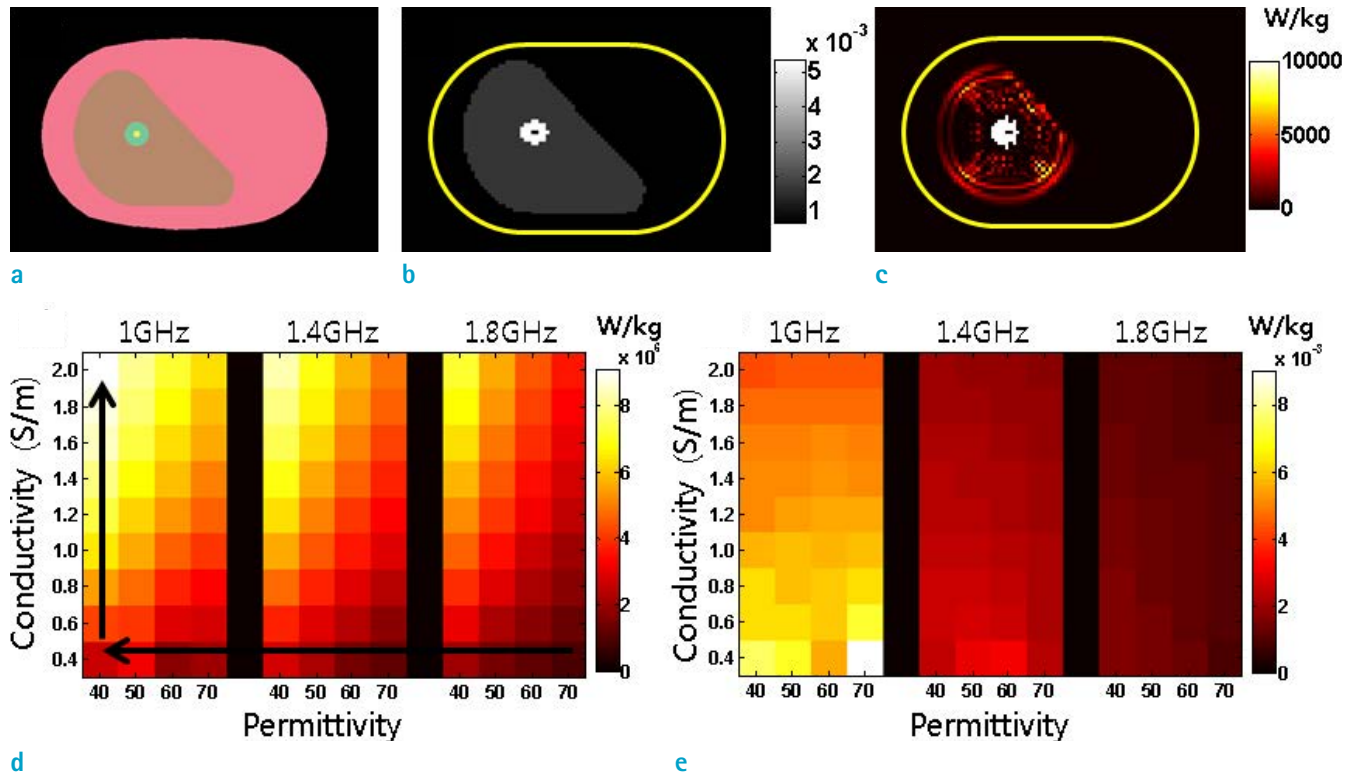 W/kg
x 10-3
5
4
3
2
1
10000
5000
0
a
b
c
1GHz 1.4GHz 1.8GHz
W/kg
x 10⁶
8
6
4
2
0
Conductivity (S/m)
2.0
1.8
1.6
1.4
1.2
1.0
0.8
0.6
0.4
40 50 60 70 40 50 60 70 40 50 60 70
Permittivity
d
1GHz 1.4GHz 1.8GHz
W/kg
x 10-3
8
6
4
2
0
Conductivity (S/m)
2.0
1.8
1.6
1.4
1.2
1.0
0.8
0.6
0.4
40 50 60 70 40 50 60 70 40 50 60 70
Permittivity
e